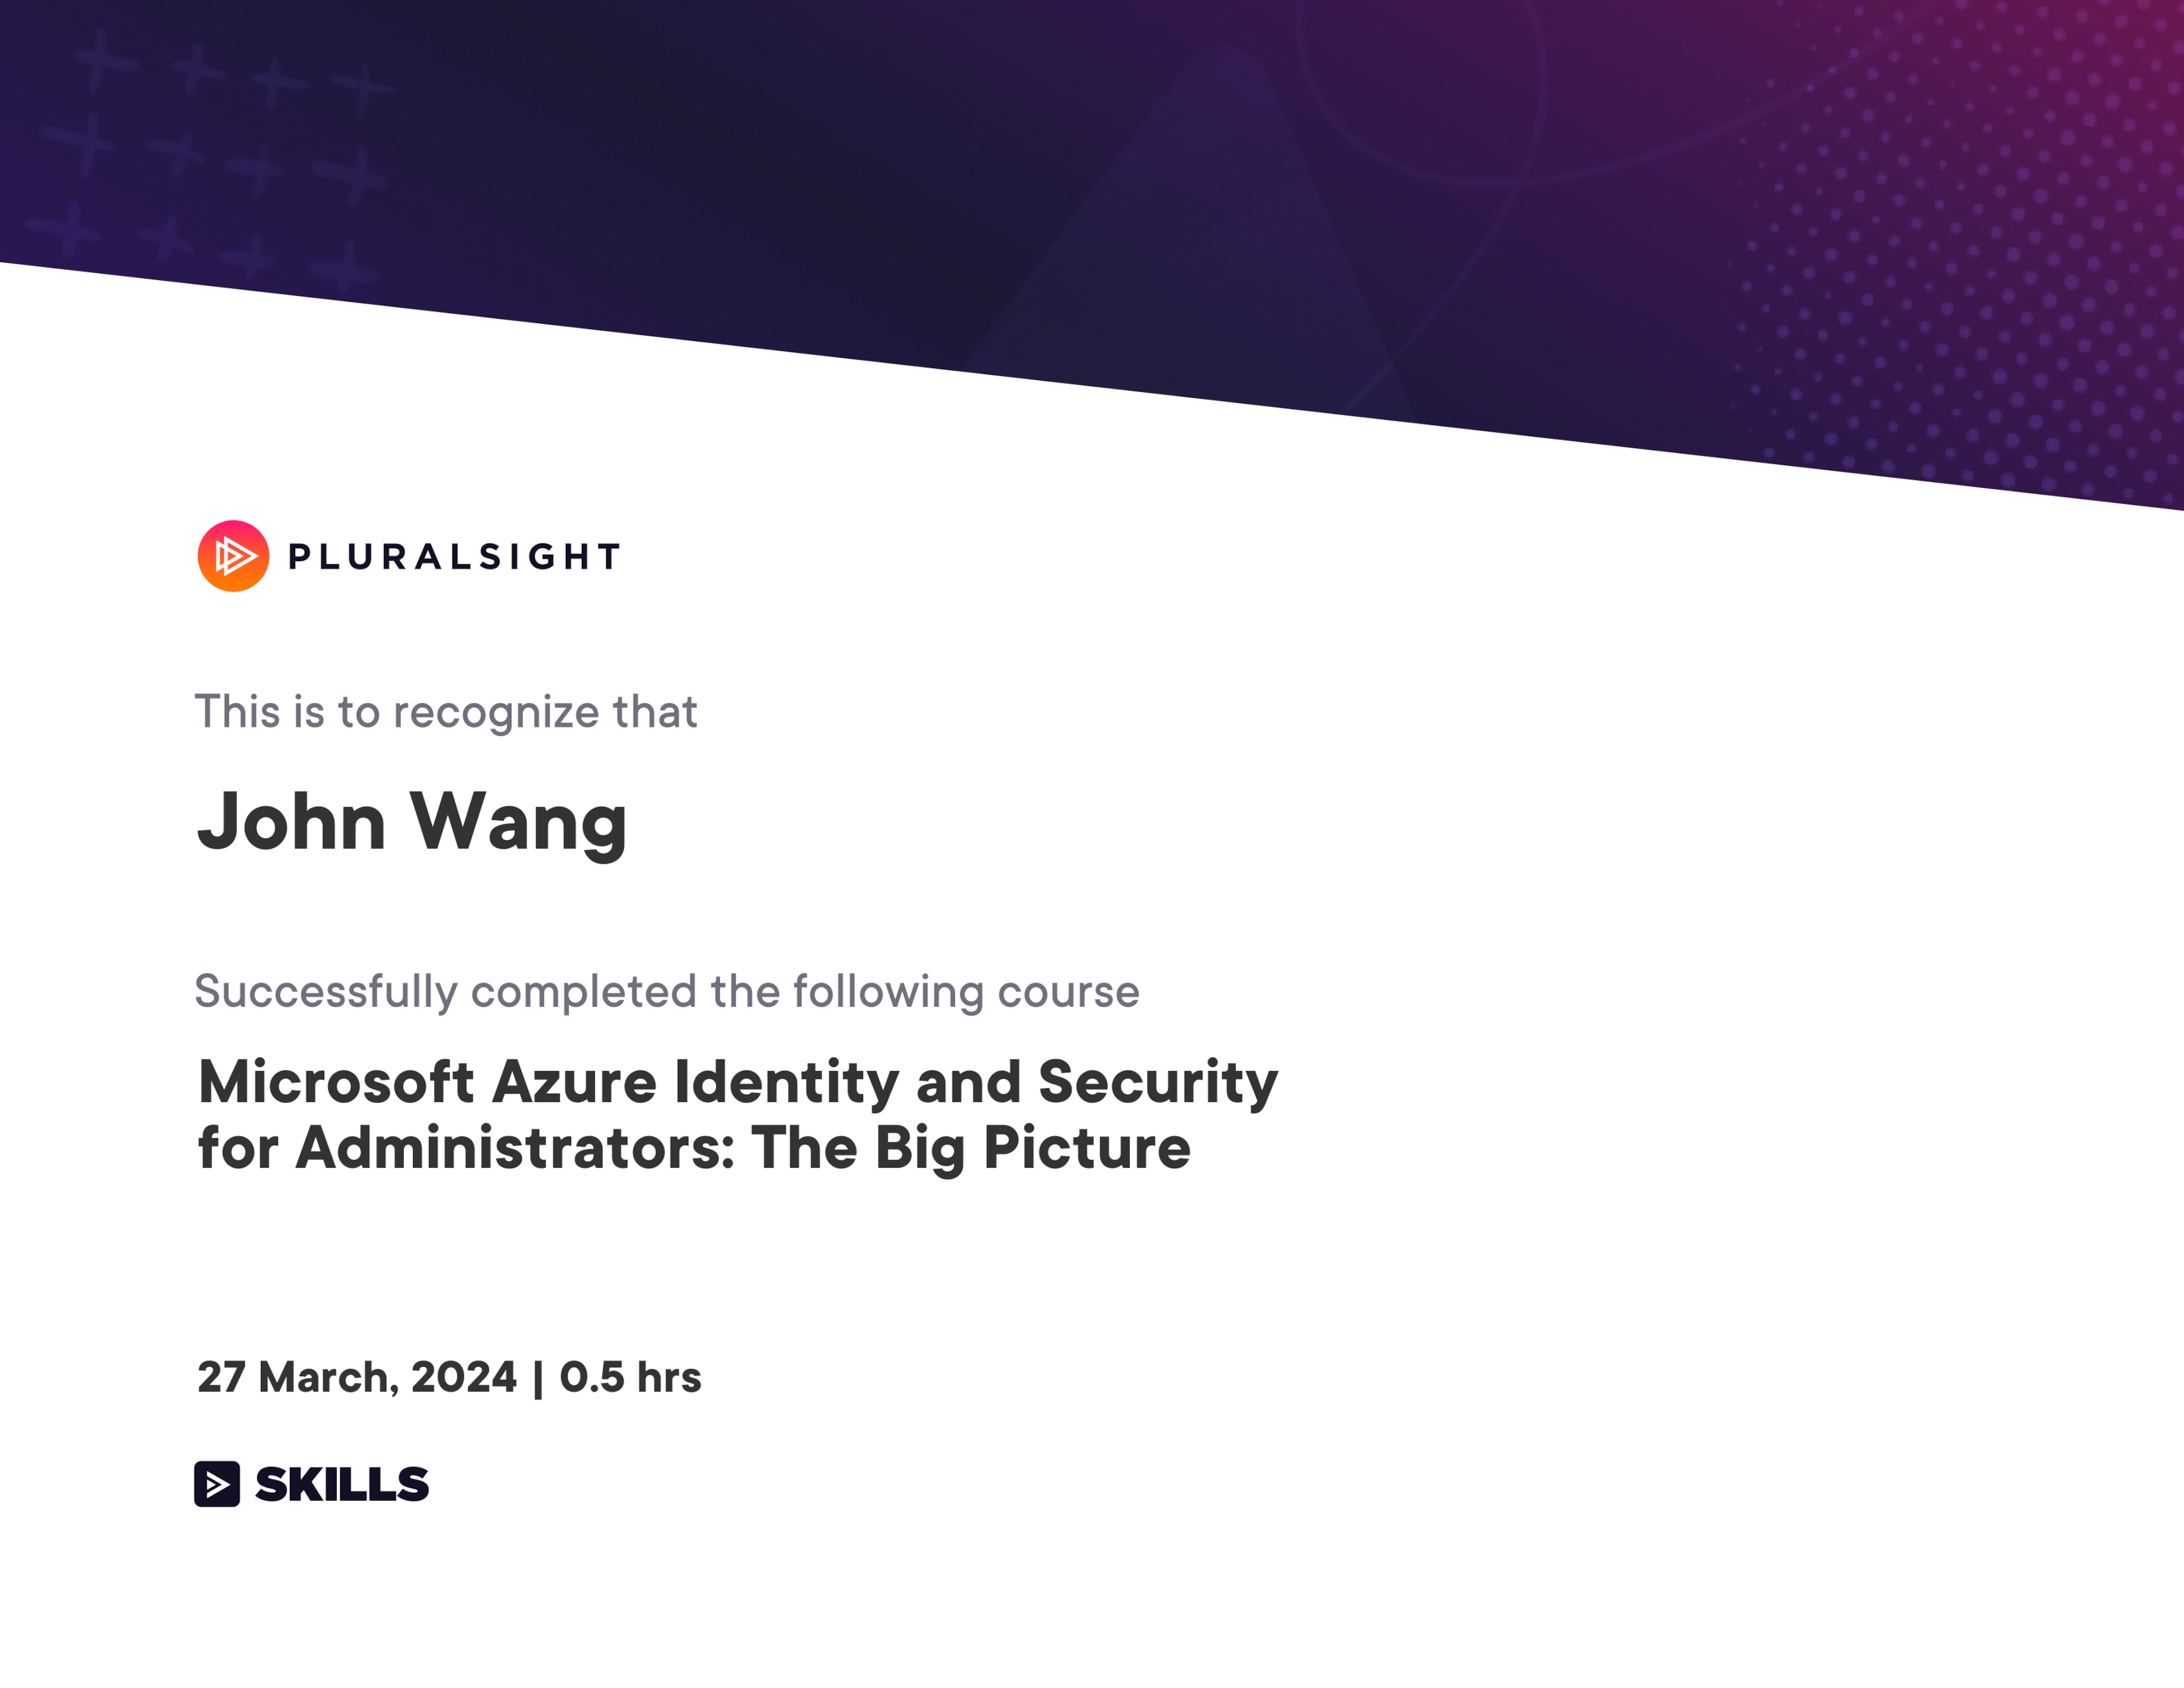 PLURALSIGHT
This is to recognize that
John Wang
Successfully completed the following course
Microsoft Azure Identity and Security
for Administrators: The Big Picture
27 March, 2024 | 0.5 hrs
SKILLS